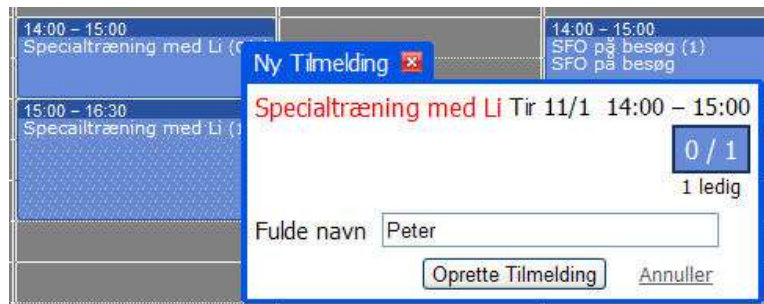 14:00 – 15:00
Specialtræning med Li
15:00 – 16:30
Specailtræning med Li (1
14:00 – 15:00
SFO på besøg (1)
SFO på besøg
Ny Tilmelding
Specialtræning med Li Tir 11/1 14:00 – 15:00
0 / 1
1 ledig
Fulde navn Peter
Oprette Tilmelding Annuller